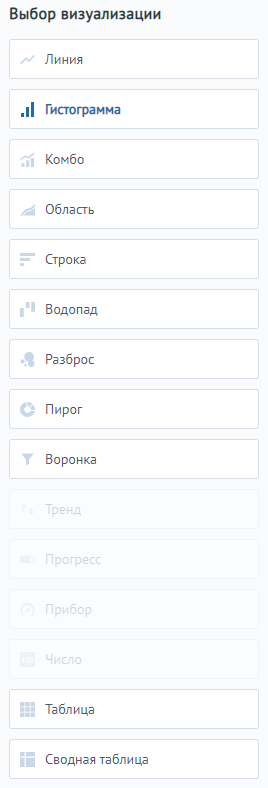 Выбор визуализации
Линия
Гистограмма
Комбо
Область
Строка
Водопад
Разброс
Пирог
Воронка
Тренд
Прогресс
Прибор
Число
Таблица
Сводная таблица